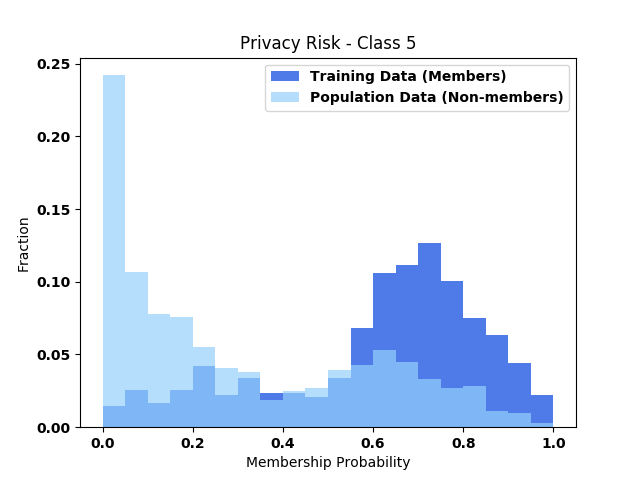 Privacy Risk - Class 5
Training Data (Members)
Population Data (Non-members)
Fraction
0.25
0.20
0.15
0.10
0.05
0.00
0.0 0.2 0.4 0.6 0.8 1.0
Membership Probability